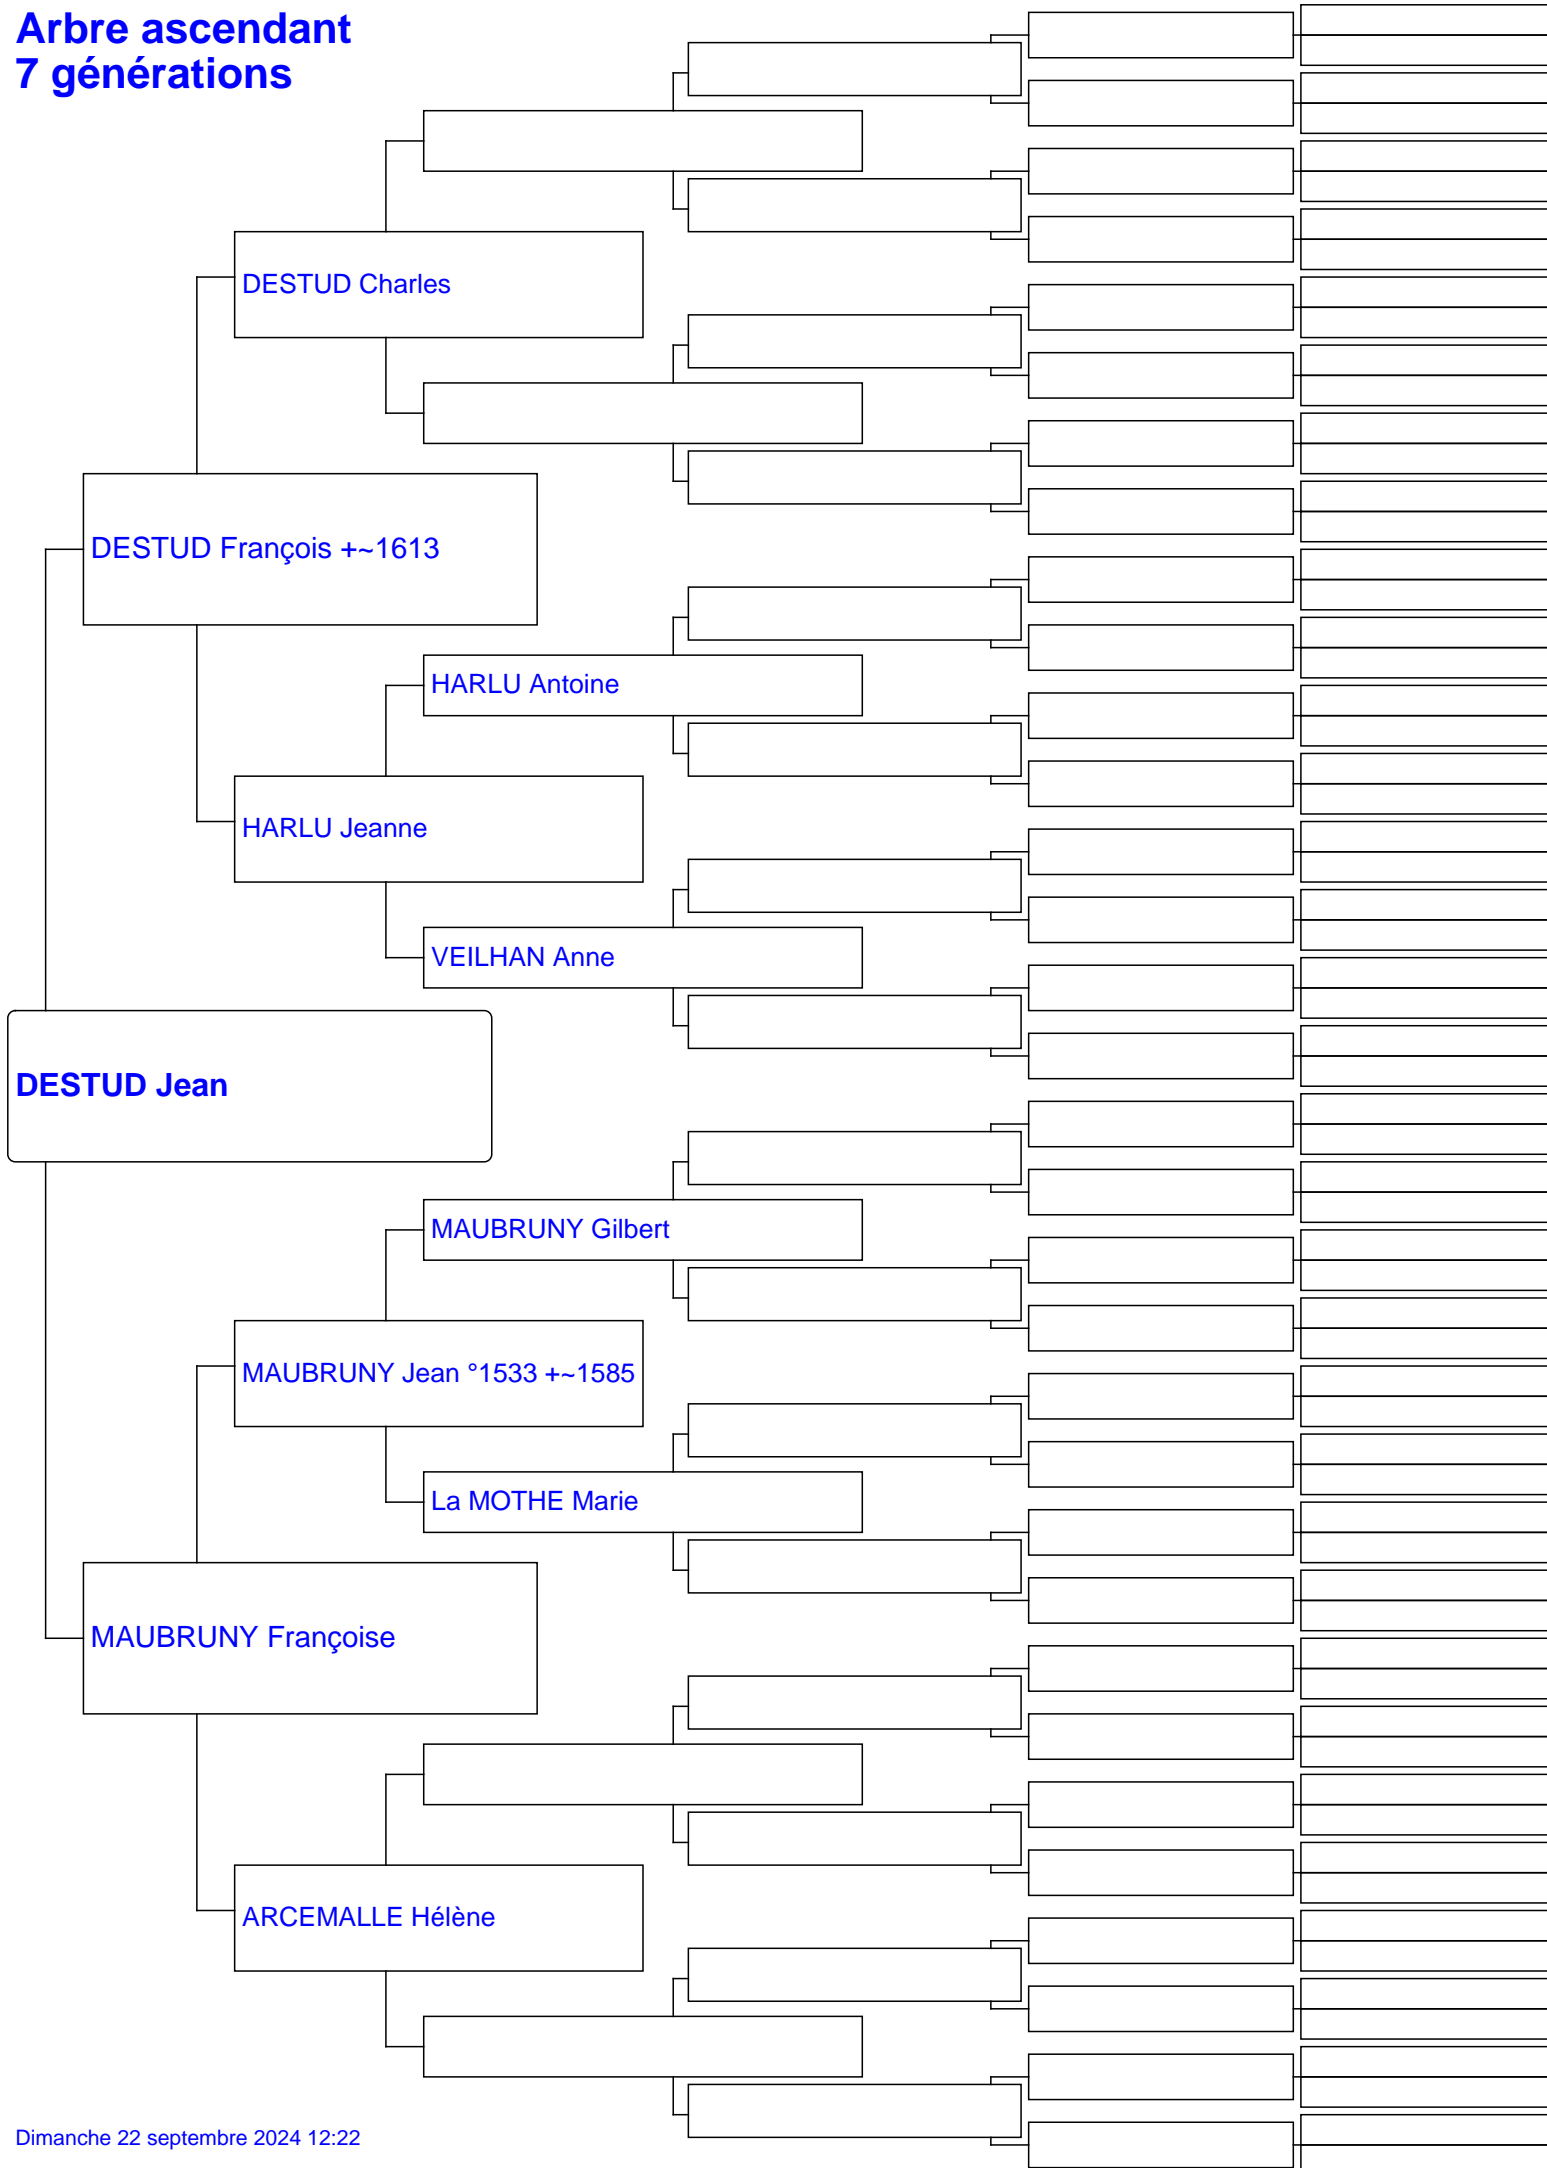 Arbre ascendant
7 générations
DESTUD Charles
DESTUD François +~1613
HARLU Antoine
HARLU Jeanne
VEILHAN Anne
DESTUD Jean
MAUBRUNY Gilbert
MAUBRUNY Jean °1533 +~1585
La MOTHE Marie
MAUBRUNY Françoise
ARCEMALLE Hélène
Dimanche 22 septembre 2024 12:22